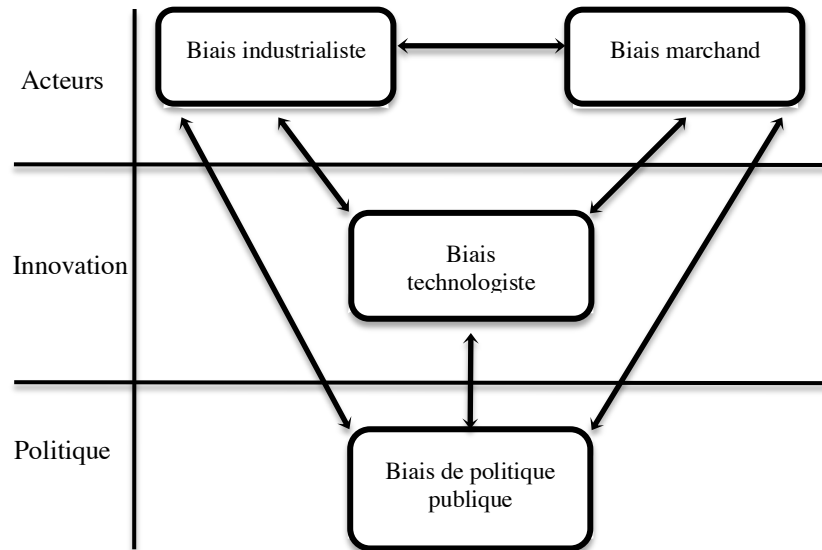 Biais industrialiste
Biais marchand
Acteurs
Innovation
Biais
technologiste
Politique
Biais de politique
publique